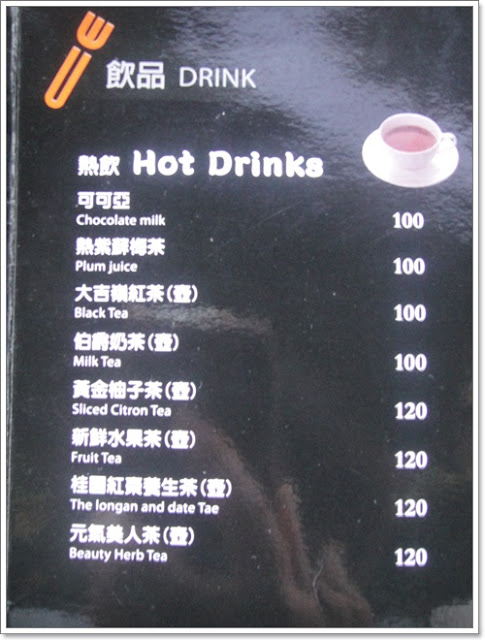 飲品 DRINK
熱飲 Hot Drinks
可可亞
Chocolate milk 100
熱紫蘇梅茶
Plum juice 100
大吉嶺紅茶(壺)
Black Tea 100
伯爵奶茶(壺)
Milk Tea 100
黃金柚子茶(壺)
Sliced Citron Tea 120
新鮮水果茶(壺)
Fruit Tea 120
桂圓紅棗養生茶(壺)
The longan and date Tae 120
元氣美人茶(壺)
Beauty Herb Tea 120